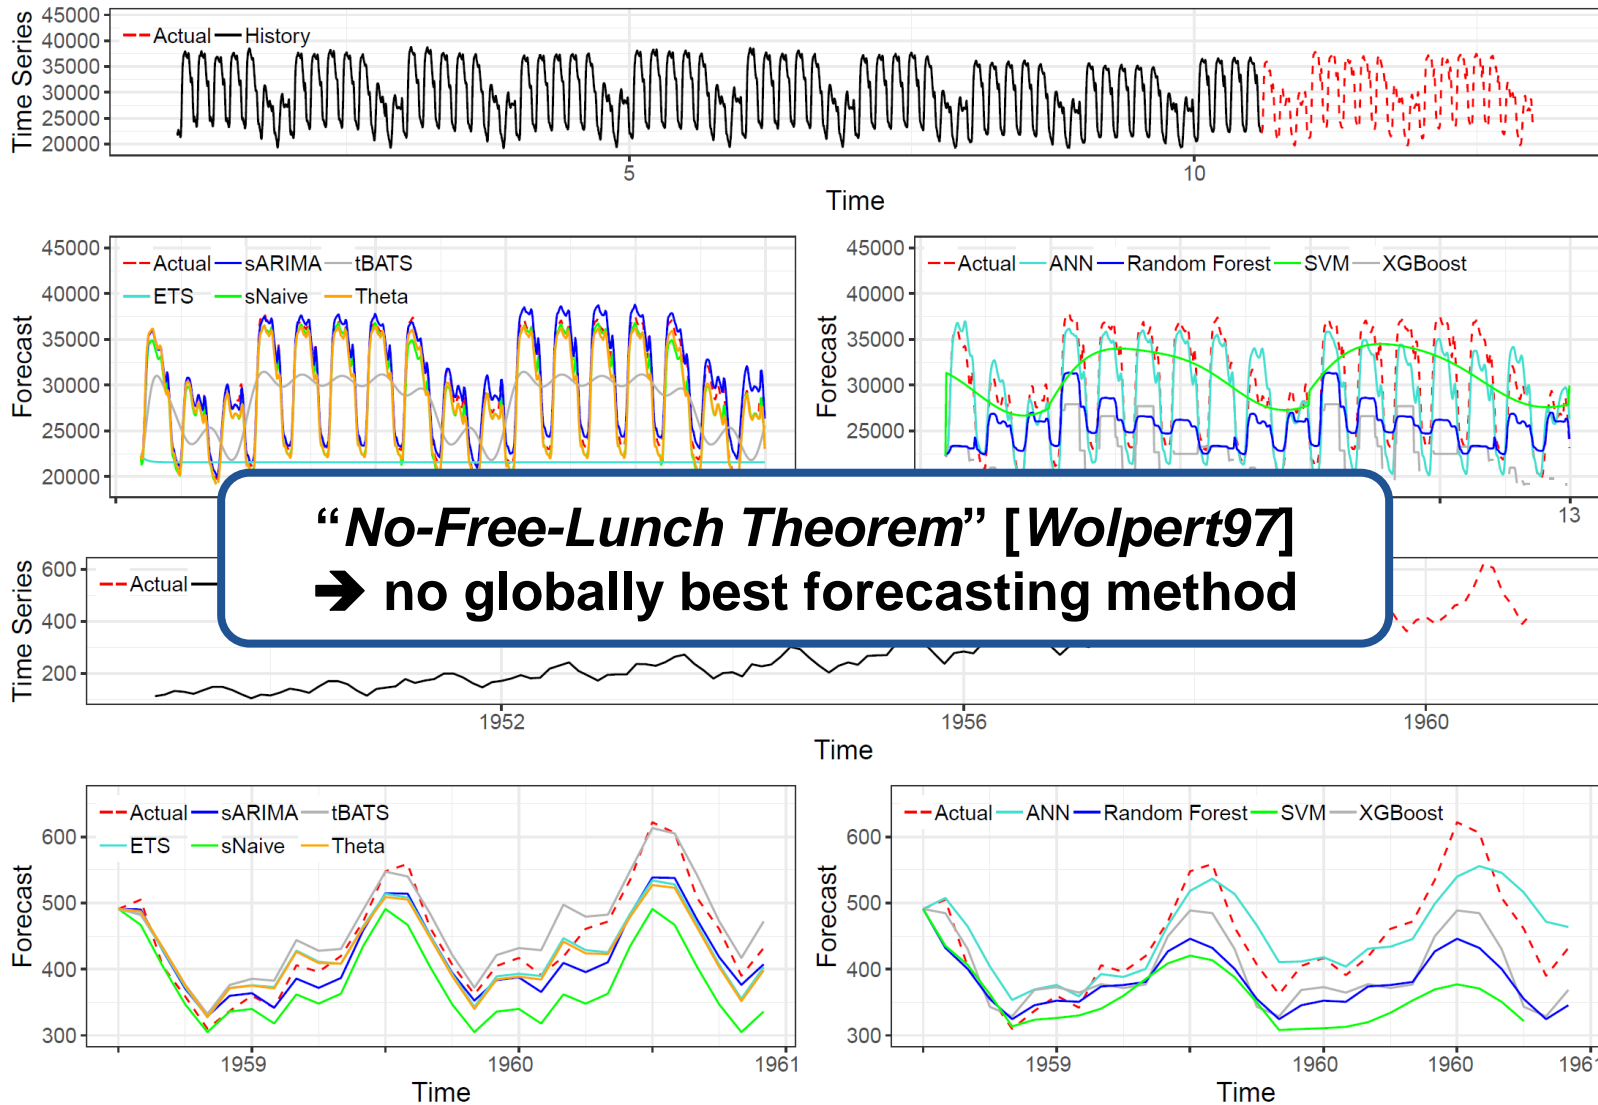 45000
40000
35000
30000
25000
20000
Time Series
Actual History
5 10
Time
45000
40000
35000
30000
25000
20000
Forecast
Actual sARIMA tBATS
ETS sNaive Theta
45000
40000
35000
30000
25000
Forecast
Actual ANN Random Forest SVM XGBoost
13
“No-Free-Lunch Theorem” [Wolpert97]
➔ no globally best forecasting method
600
400
200
Time Series
Actual
1952 1956 1960
Time
600
500
400
300
Forecast
Actual sARIMA tBATS
ETS sNaive Theta
1959 1960 1961
Time
600
500
400
300
Forecast
Actual ANN Random Forest SVM XGBoost
1959 1960 1960 1961
Time